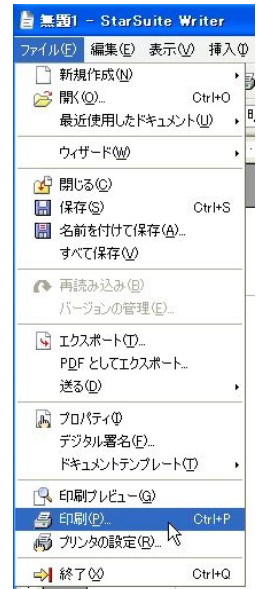 無題1 - StarSuite Writer
ファイル(F) 編集(E) 表示(V) 挿入(I
新規作成(N)
開く(O)... Ctrl+O
最近使用したドキュメント(U)
ウィザード(W)
閉じる(C)
保存(S) Ctrl+S
名前を付けて保存(A)...
すべて保存(V)
再読み込み(B)
バージョンの管理(E)...
エクスポート(T)...
PDF としてエクスポート...
送る(D)
プロパティ(I)
デジタル署名(F)...
ドキュメントテンプレート(T)
印刷プレビュー(G)
印刷(P)... Ctrl+P
プリンタの設定(R)...
終了(X) Ctrl+Q